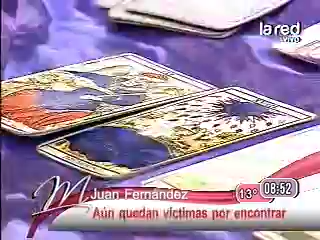 la red
vivo
Juan Fernández
13° 08:52
Aún quedan víctimas por encontrar